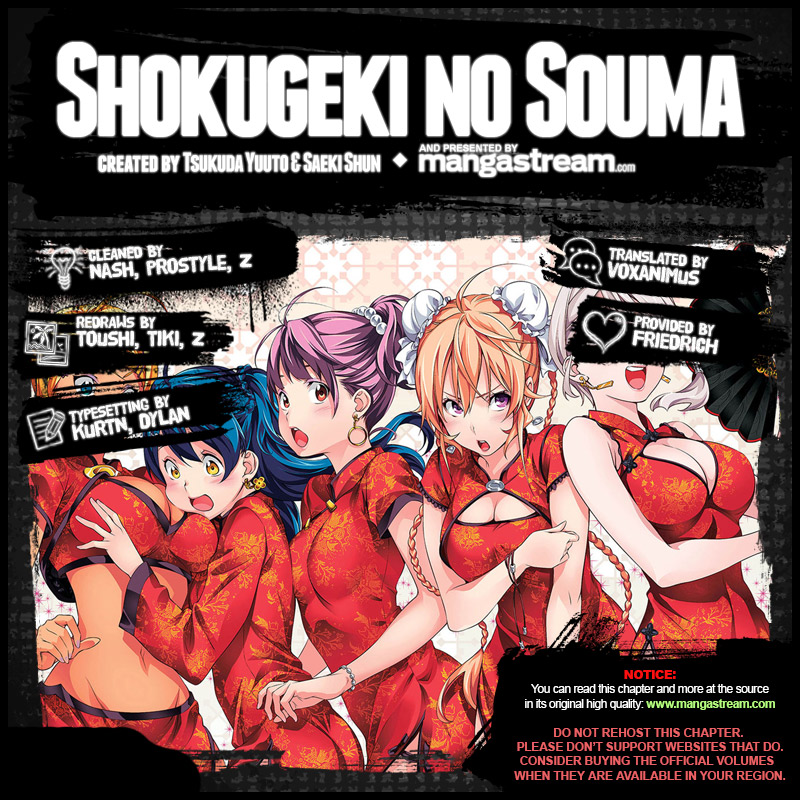 SHOKUGEKI NO SOUMA
CREATED BY TSUKUDA YUUTO & SAEKI SHUN ◆ AND PRESENTED BY
mangastream.com
CLEANED BY
NASH, PROSTYLE, Z
REDRAWS BY
TOUSHI, TIKI, Z
TYPESETTING BY
KURTN, DYLAN
TRANSLATED BY
VOXANIMUS
PROVIDED BY
FRIEDRICH
NOTICE:
You can read this chapter and more at the source
in its original high quality: www.mangastream.com
DO NOT REHOST THIS CHAPTER.
PLEASE DON'T SUPPORT WEBSITES THAT DO.
CONSIDER BUYING THE OFFICIAL VOLUMES
WHEN THEY ARE AVAILABLE IN YOUR REGION.